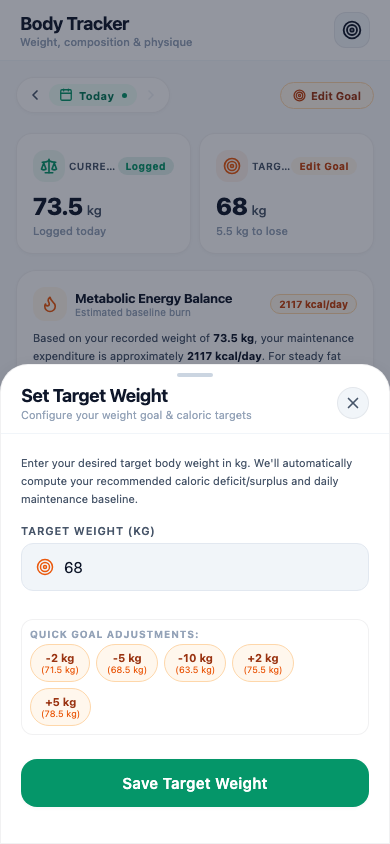 Body Tracker
Weight, composition & physique
Today
Edit Goal
CURRE... Logged
73.5 kg
Logged today
TARG... Edit Goal
68 kg
5.5 kg to lose
Metabolic Energy Balance
Estimated baseline burn
2117 kcal/day
Based on your recorded weight of 73.5 kg, your maintenance
expenditure is approximately 2117 kcal/day. For steady fat
Set Target Weight
Configure your weight goal & caloric targets
Enter your desired target body weight in kg. We'll automatically
compute your recommended caloric deficit/surplus and daily
maintenance baseline.
TARGET WEIGHT (KG)
68
QUICK GOAL ADJUSTMENTS:
-2 kg
(71.5 kg)
-5 kg
(68.5 kg)
-10 kg
(63.5 kg)
+2 kg
(75.5 kg)
+5 kg
(78.5 kg)
Save Target Weight